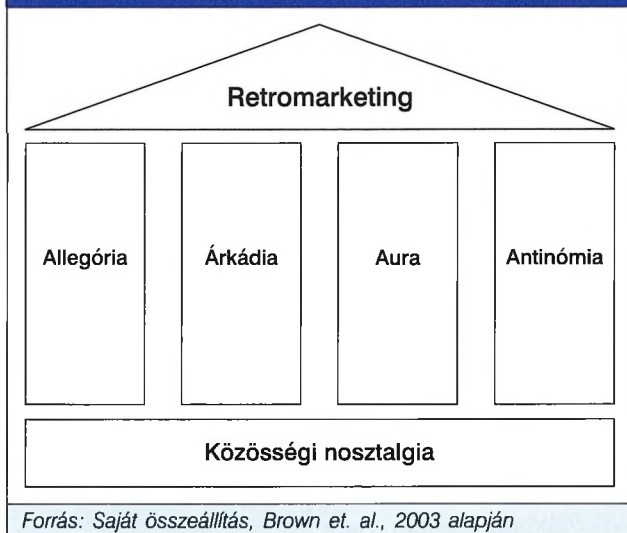 Retromarketing
Allegória Árkádia Aura Antinómia
Közösségi nosztalgia
Forrás: Saját összeállítás, Brown et. al., 2003 alapján